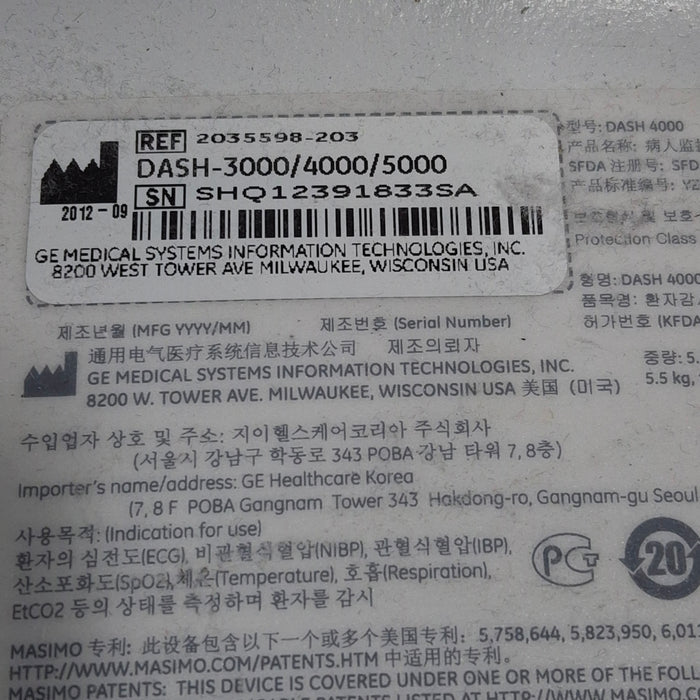 REF 2035598-203
DASH-3000/4000/5000
SN SHQ12391833SA
2012-09
GE MEDICAL SYSTEMS INFORMATION TECHNOLOGIES, INC.
8200 WEST TOWER AVE MILWAUKEE, WISCONSIN USA
型号: DASH 4000
产品名称: 病人监
SFDA 注册号: SFD
产品标准编号: YZ
Protection Class
형명: DASH 4000
품목명: 환자감
허가번호 (KFDA
제조년월 (MFG YYYY/MM) 제조번호 (Serial Number)
通用电气医疗系统信息技术公司 제조의뢰자
GE MEDICAL SYSTEMS INFORMATION TECHNOLOGIES, INC.
8200 W. TOWER AVE. MILWAUKEE, WISCONSIN USA 美国 (미국)
중량: 5.
5.5 kg,
수입업자 상호 및 주소: 지이헬스케어코리아 주식회사
(서울시 강남구 학동로 343 POBA 강남 타워 7, 8층)
Importer's name/address: GE Healthcare Korea
(7, 8 F POBA Gangnam Tower 343 Hakdong-ro, Gangnam-gu Seoul
사용목적: (Indication for use)
환자의 심전도(ECG), 비관혈식혈압(NIBP), 관혈식혈압(IBP),
산소포화도(SpO2), 체온(Temperature), 호흡(Respiration),
EtCO2 등의 상태를 측정하며 환자를 감시
20
MASIMO 专利: 此设备包含以下一个或多个美国专利: 5,758,644, 5,823,950, 6,011
HTTP://WWW.MASIMO.COM/PATENTS.HTM 中适用的专利。
MASIMO PATENTS: THIS DEVICE IS COVERED UNDER ONE OR MORE OF THE